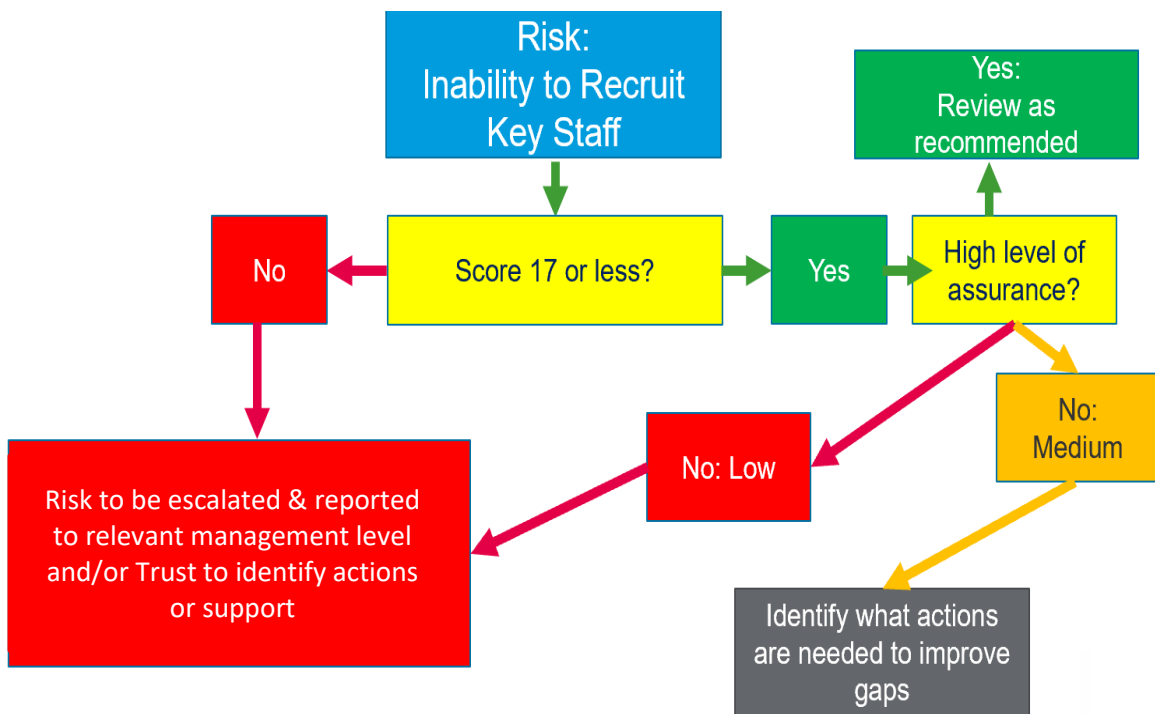 Risk:
Inability to Recruit
Key Staff
Yes:
Review as
recommended
No
Score 17 or less?
Yes
High level of
assurance?
No: Low
No:
Medium
Risk to be escalated & reported
to relevant management level
and/or Trust to identify actions
or support
Identify what actions
are needed to improve
gaps